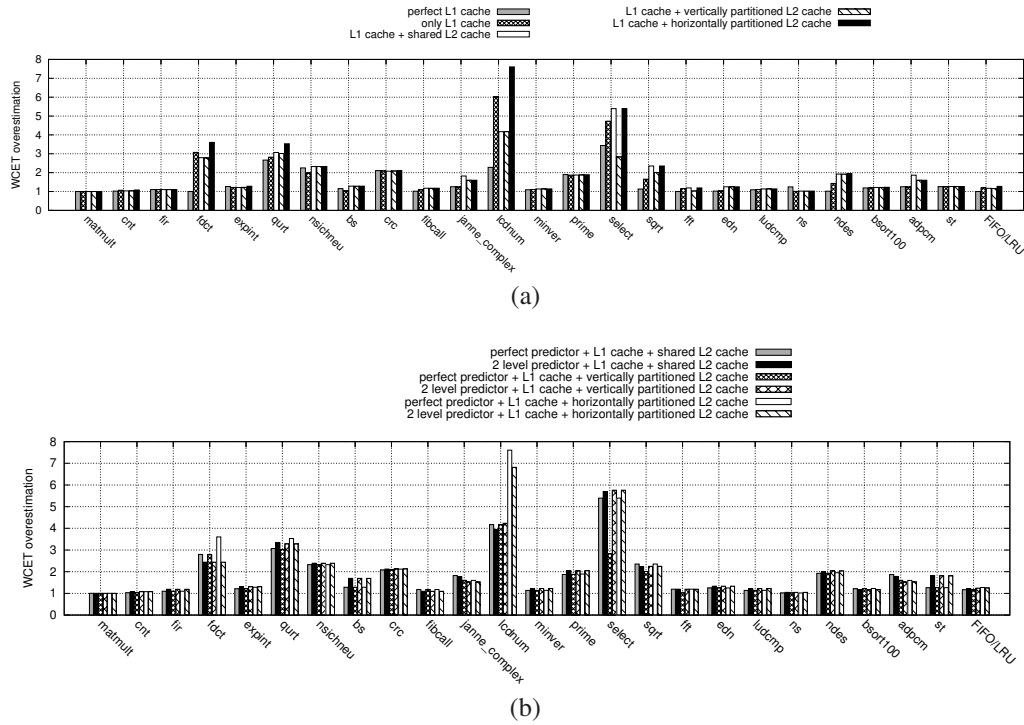 perfect L1 cache
only L1 cache
L1 cache + shared L2 cache
L1 cache + vertically partitioned L2 cache
L1 cache + horizontally partitioned L2 cache
WCET overestimation
8
7
6
5
4
3
2
1
0
matmult
cnt
fir
fdct
expint
qurt
nsichneu
bs
crc
fibcall
janne_complex
lcdnum
minver
prime
select
sqrt
fft
edn
ludcmp
ns
ndes
bsort100
adpcm
st
FIFO/LRU
(a)
perfect predictor + L1 cache + shared L2 cache
2 level predictor + L1 cache + shared L2 cache
perfect predictor + L1 cache + vertically partitioned L2 cache
2 level predictor + L1 cache + vertically partitioned L2 cache
perfect predictor + L1 cache + horizontally partitioned L2 cache
2 level predictor + L1 cache + horizontally partitioned L2 cache
WCET overestimation
8
7
6
5
4
3
2
1
0
matmult
cnt
fir
fdct
expint
qurt
nsichneu
bs
crc
fibcall
janne_complex
lcdnum
minver
prime
select
sqrt
fft
edn
ludcmp
ns
ndes
bsort100
adpcm
st
FIFO/LRU
(b)